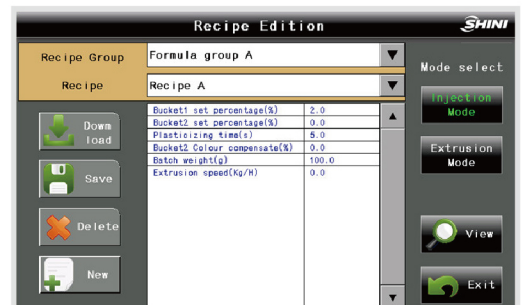 Recipe Edition
SHINI
Recipe Group
Formula group A
Mode select
Recipe
Recipe A
Injection
Mode
Bucket1 set percentage(%) 2.0
Bucket2 set percentage(%) 0.0
Plasticizing time(s) 5.0
Bucket2 Colour compensate(%) 0.0
Batch weight(g) 100.0
Extrusion speed(Kg/H) 0.0
Down
load
Extrusion
Mode
Save
Delete
View
New
Exit